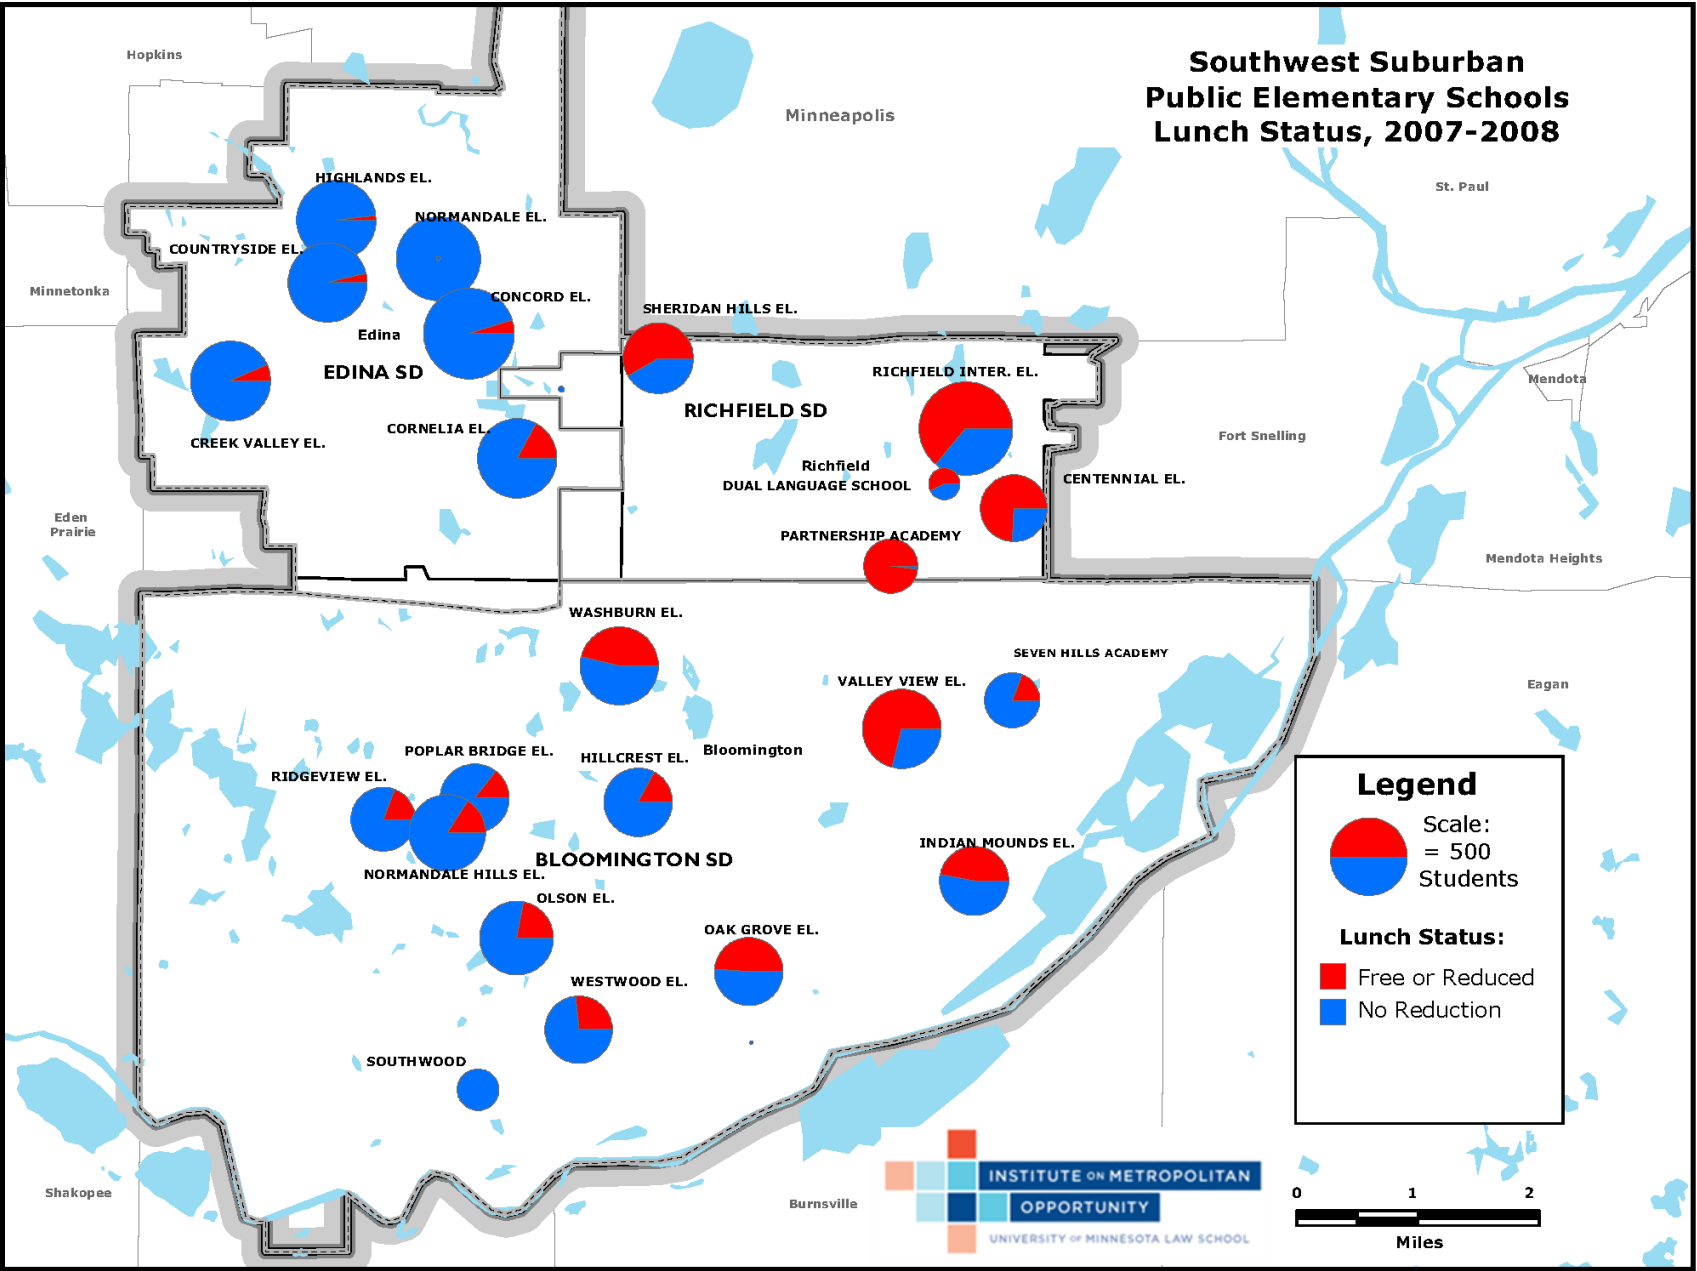 Southwest Suburban
Public Elementary Schools
Lunch Status, 2007-2008
Hopkins
Minneapolis
St. Paul
HIGHLANDS EL.
NORMANDALE EL.
COUNTRYSIDE EL.
Minnetonka
CONCORD EL.
SHERIDAN HILLS EL.
Edina
EDINA SD
RICHFIELD INTER. EL.
Mendota
RICHFIELD SD
CORNELIA EL.
CREEK VALLEY EL.
Fort Snelling
Richfield
DUAL LANGUAGE SCHOOL
CENTENNIAL EL.
Eden
Prairie
PARTNERSHIP ACADEMY
Mendota Heights
WASHBURN EL.
SEVEN HILLS ACADEMY
VALLEY VIEW EL.
Eagan
POPLAR BRIDGE EL.
HILLCREST EL.
Bloomington
RIDGEVIEW EL.
INDIAN MOUNDS EL.
BLOOMINGTON SD
NORMANDALE HILLS EL.
OLSON EL.
OAK GROVE EL.
WESTWOOD EL.
SOUTHWOOD
Shakopee
Burnsville
Legend
Scale:
= 500
Students
Lunch Status:
Free or Reduced
No Reduction
INSTITUTE ON METROPOLITAN
OPPORTUNITY
UNIVERSITY OF MINNESOTA LAW SCHOOL
0 1 2
Miles